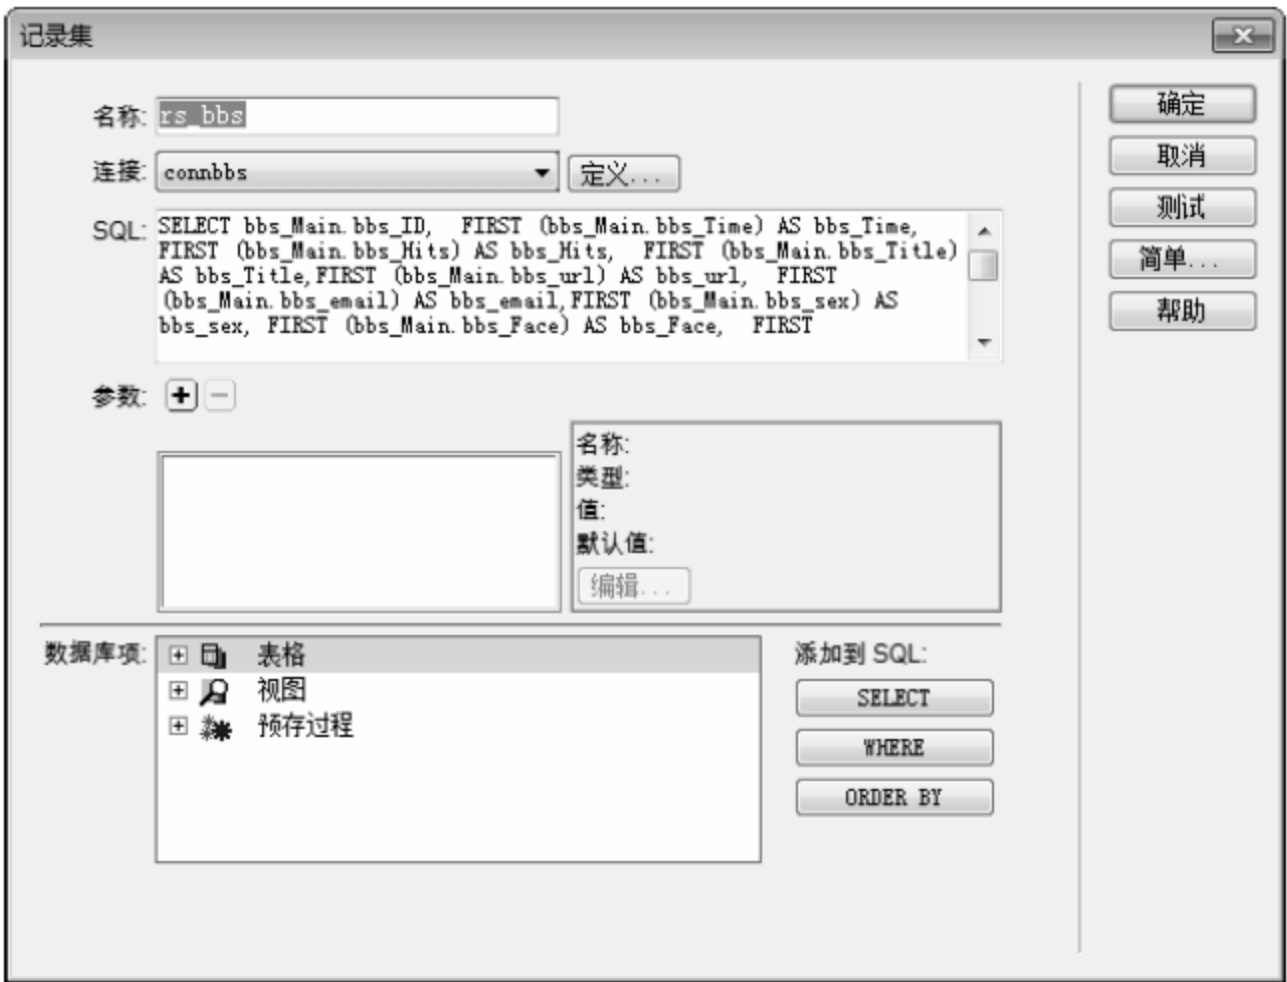 记录集
名称: rs_bbs
连接: connbbs 定义...
SQL: SELECT bbs_Main.bbs_ID, FIRST (bbs_Main.bbs_Time) AS bbs_Time,
FIRST (bbs_Main.bbs_Hits) AS bbs_Hits, FIRST (bbs_Main.bbs_Title)
AS bbs_Title,FIRST (bbs_Main.bbs_url) AS bbs_url, FIRST
(bbs_Main.bbs_email) AS bbs_email,FIRST (bbs_Main.bbs_sex) AS
bbs_sex, FIRST (bbs_Main.bbs_Face) AS bbs_Face, FIRST
参数:
名称:
类型:
值:
默认值:
编辑...
数据库项: 表格
视图
预存过程
添加到 SQL:
SELECT
WHERE
ORDER BY
确定
取消
测试
简单...
帮助